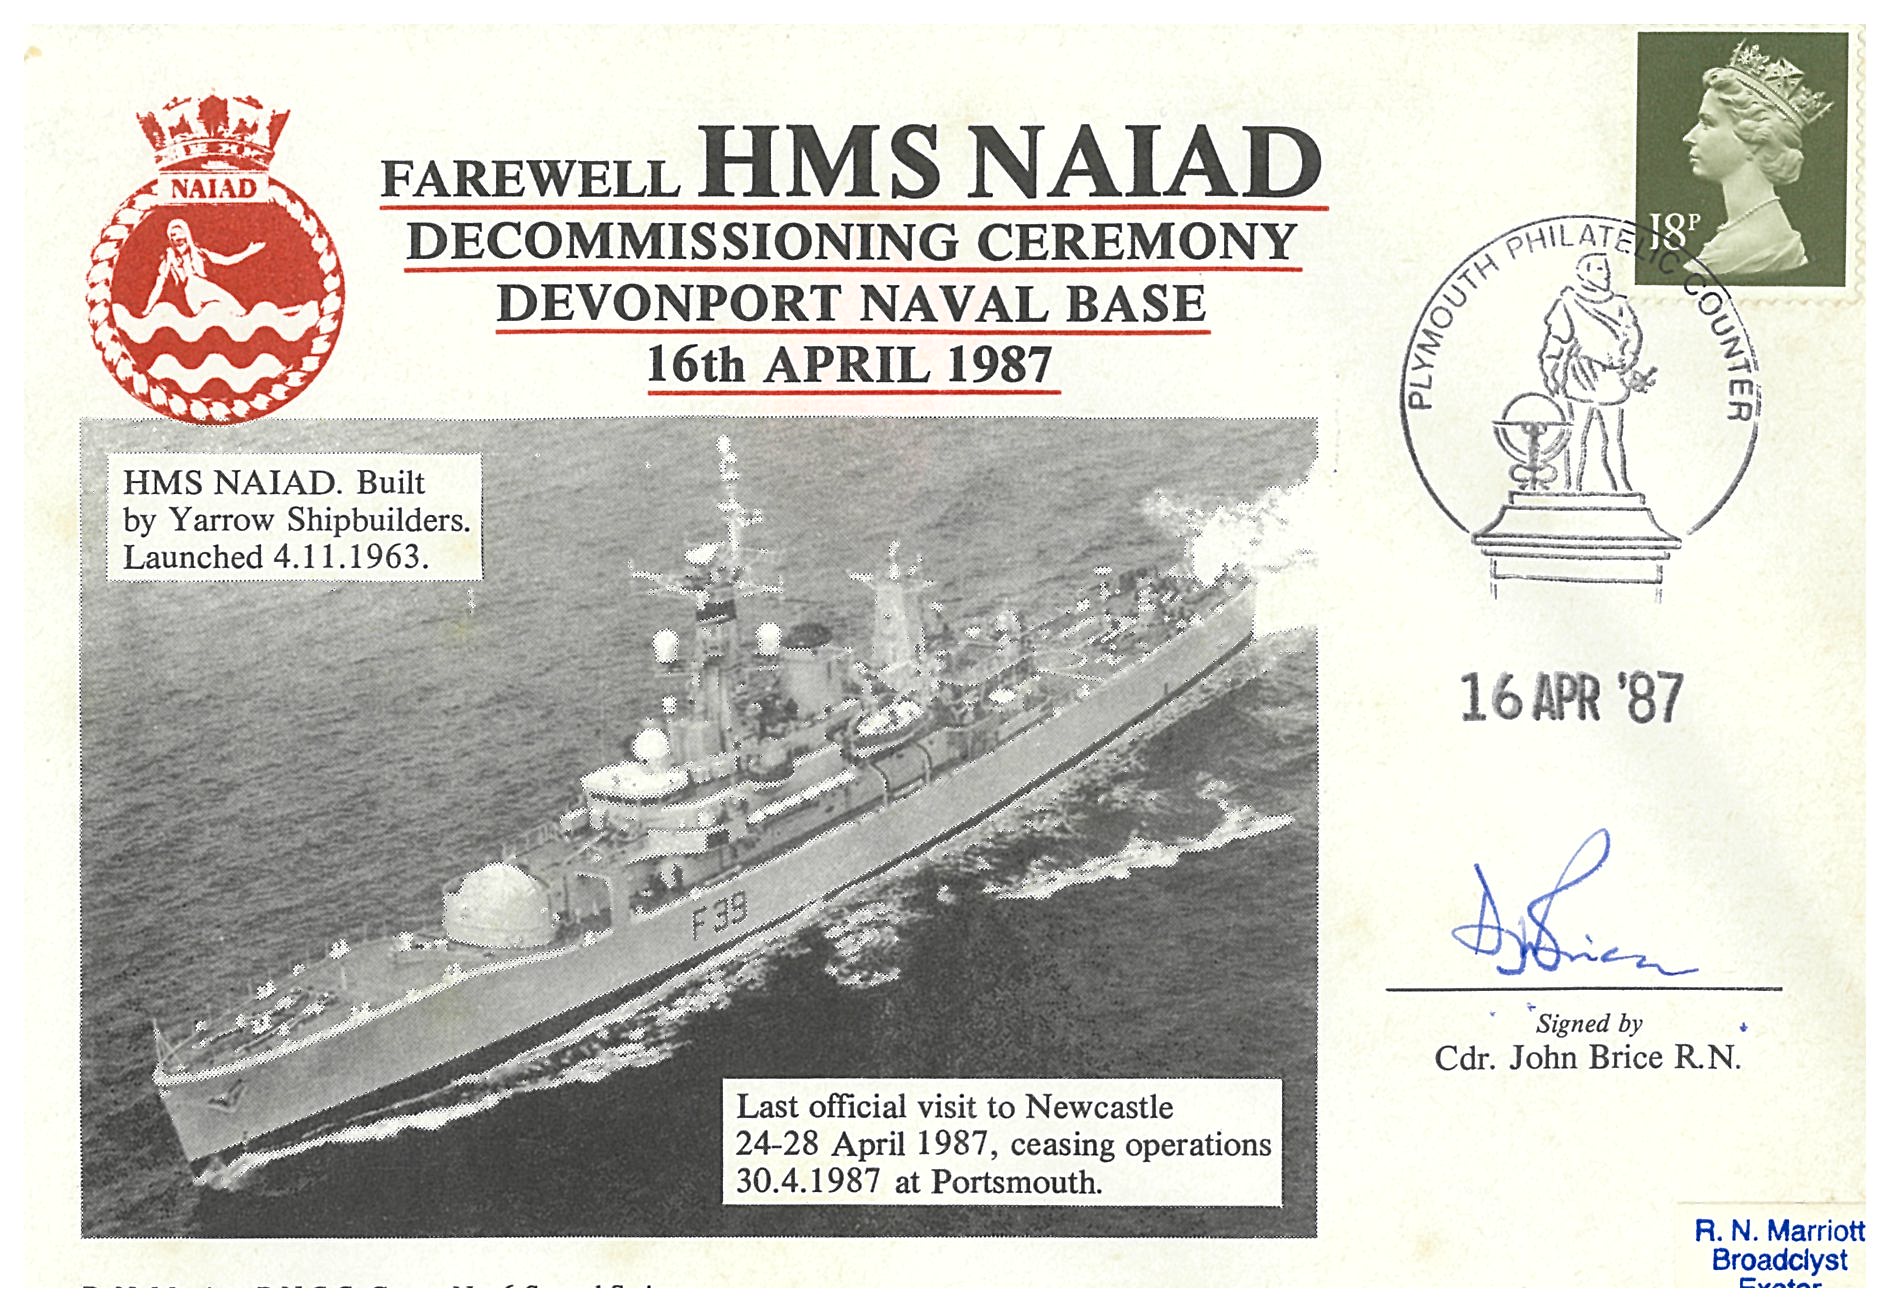 NAIAD
FAREWELL HMS NAIAD
DECOMMISSIONING CEREMONY
DEVONPORT NAVAL BASE
16th APRIL 1987
18P
PLYMOUTH PHILATELIC COUNTER
16 APR '87
HMS NAIAD. Built
by Yarrow Shipbuilders.
Launched 4.11.1963.
F39
Signed by
Cdr. John Brice R.N.
Last official visit to Newcastle
24-28 April 1987, ceasing operations
30.4.1987 at Portsmouth.
R. N. Marriott
Broadclyst
Exeter